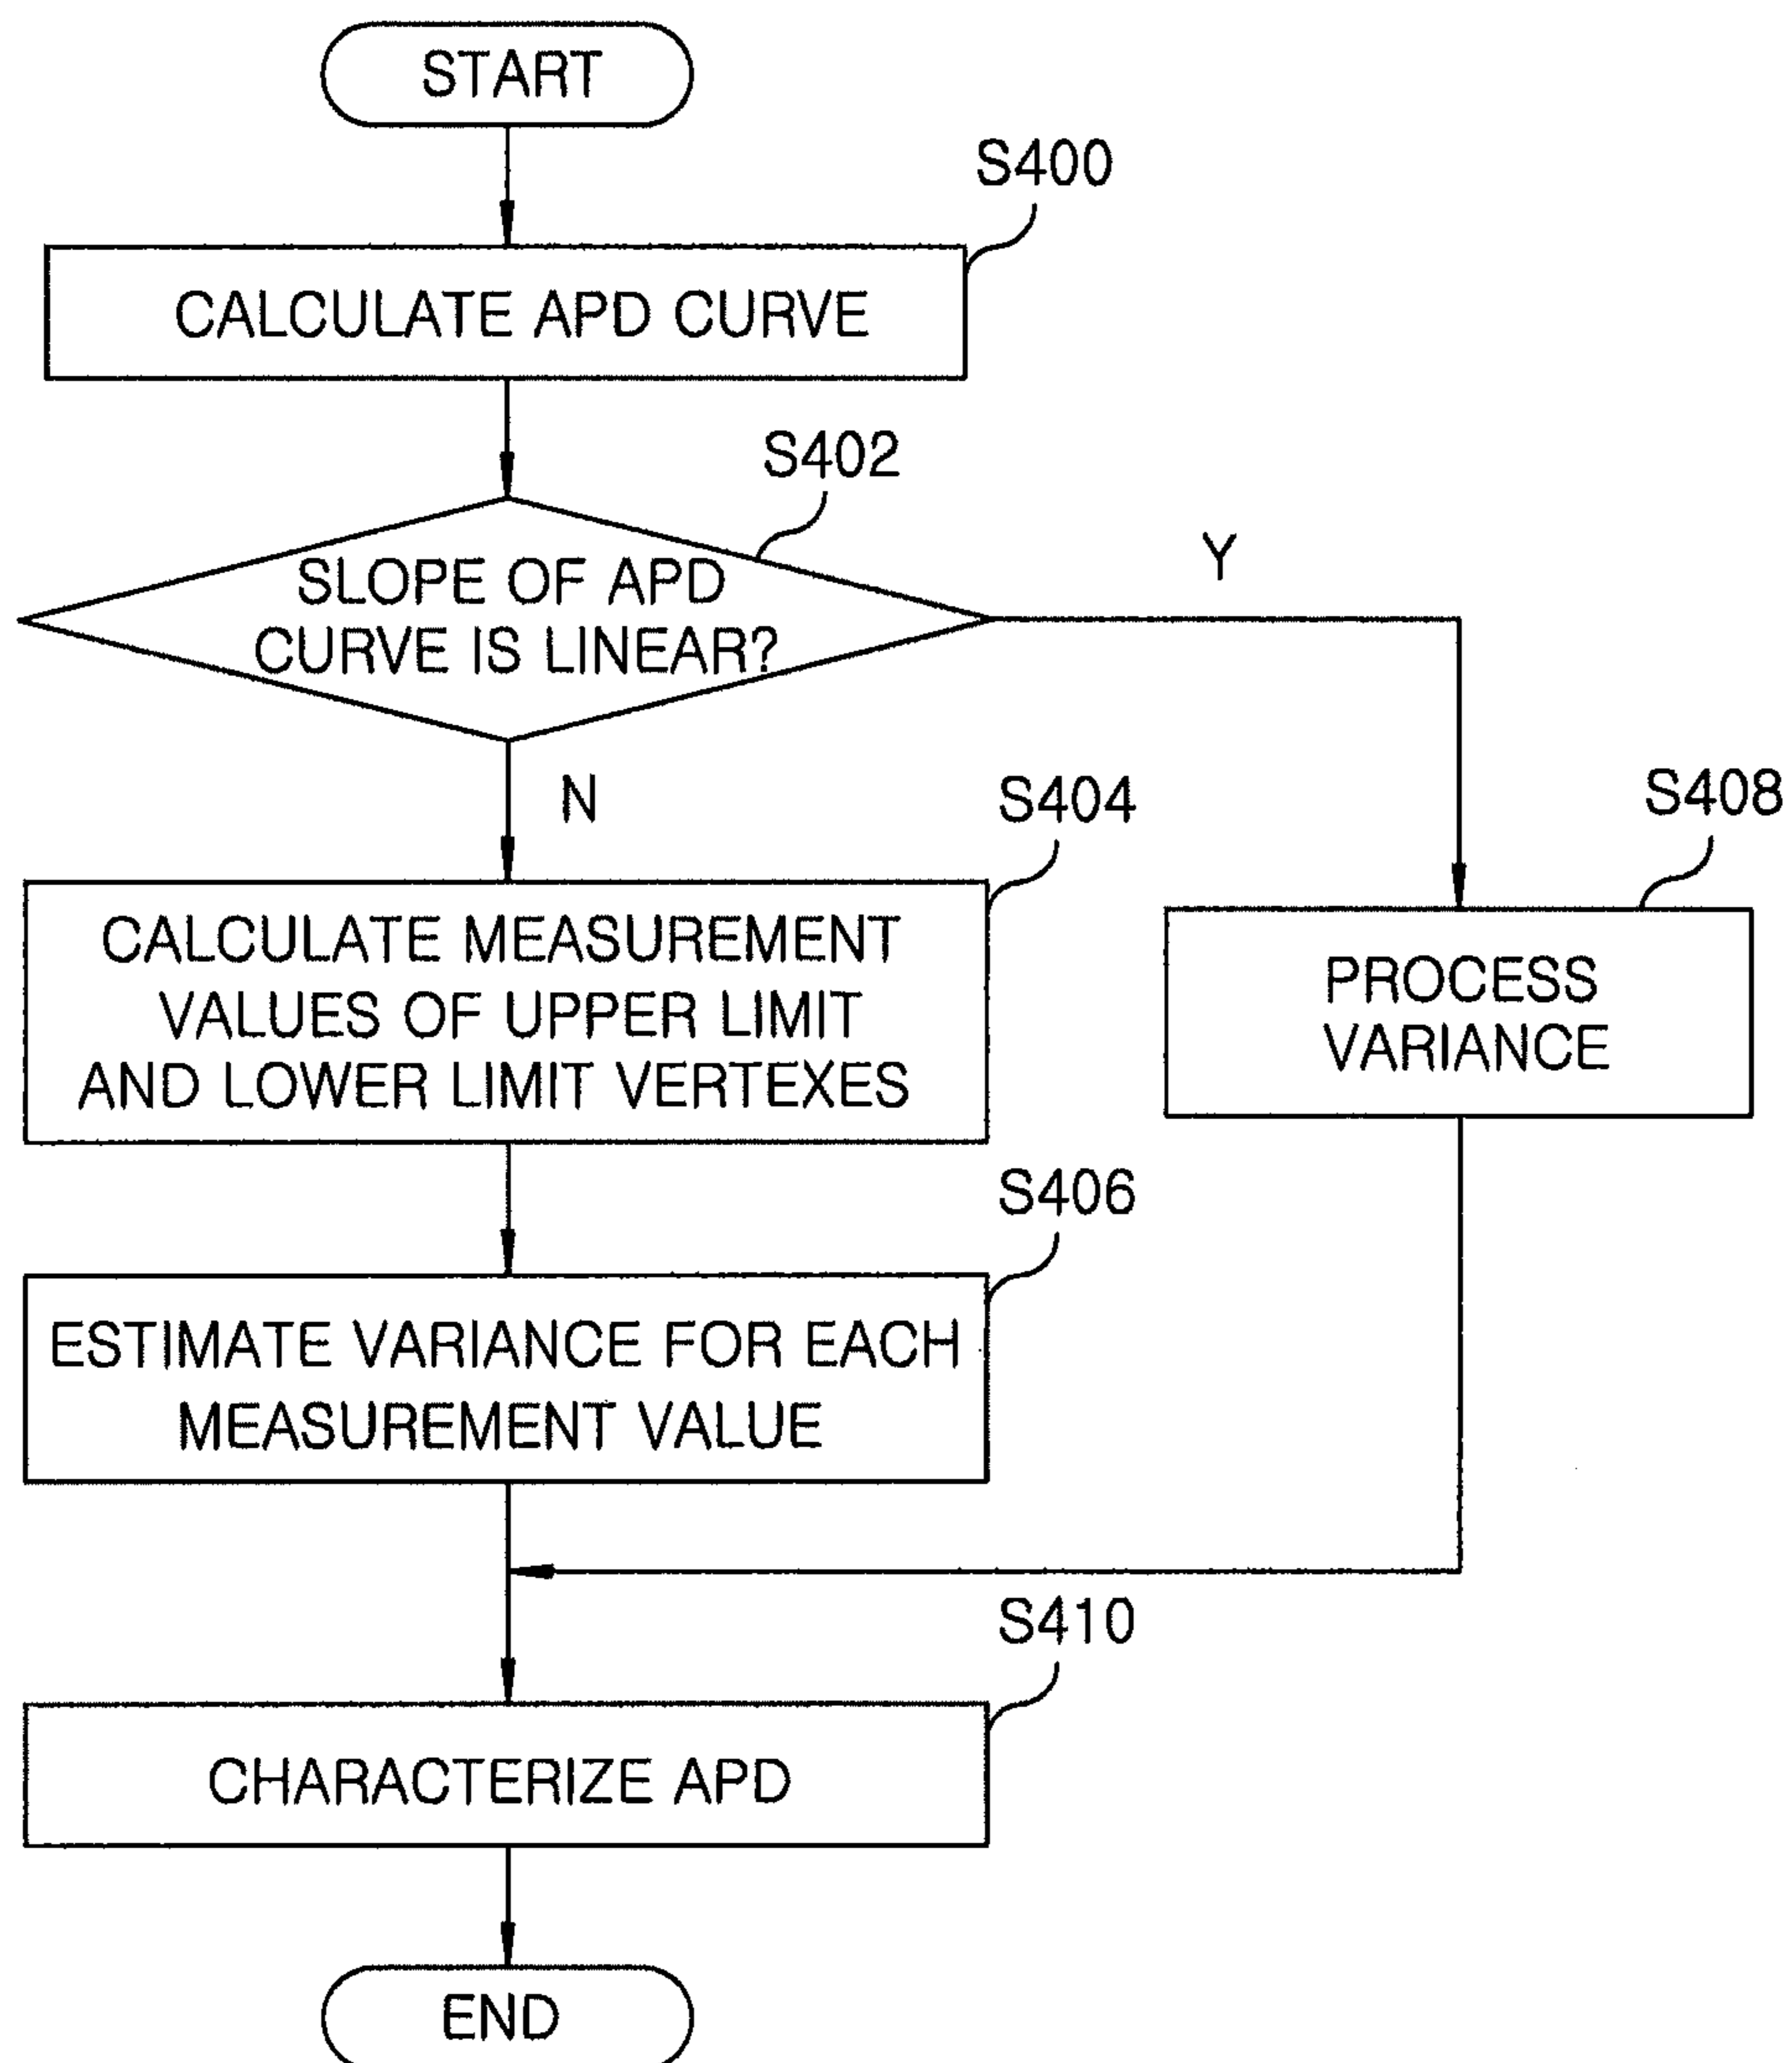 START
S400
CALCULATE APD CURVE
S402
SLOPE OF APD
CURVE IS LINEAR?
Y
N
S404
CALCULATE MEASUREMENT
VALUES OF UPPER LIMIT
AND LOWER LIMIT VERTEXES
S408
PROCESS
VARIANCE
S406
ESTIMATE VARIANCE FOR EACH
MEASUREMENT VALUE
S410
CHARACTERIZE APD
END